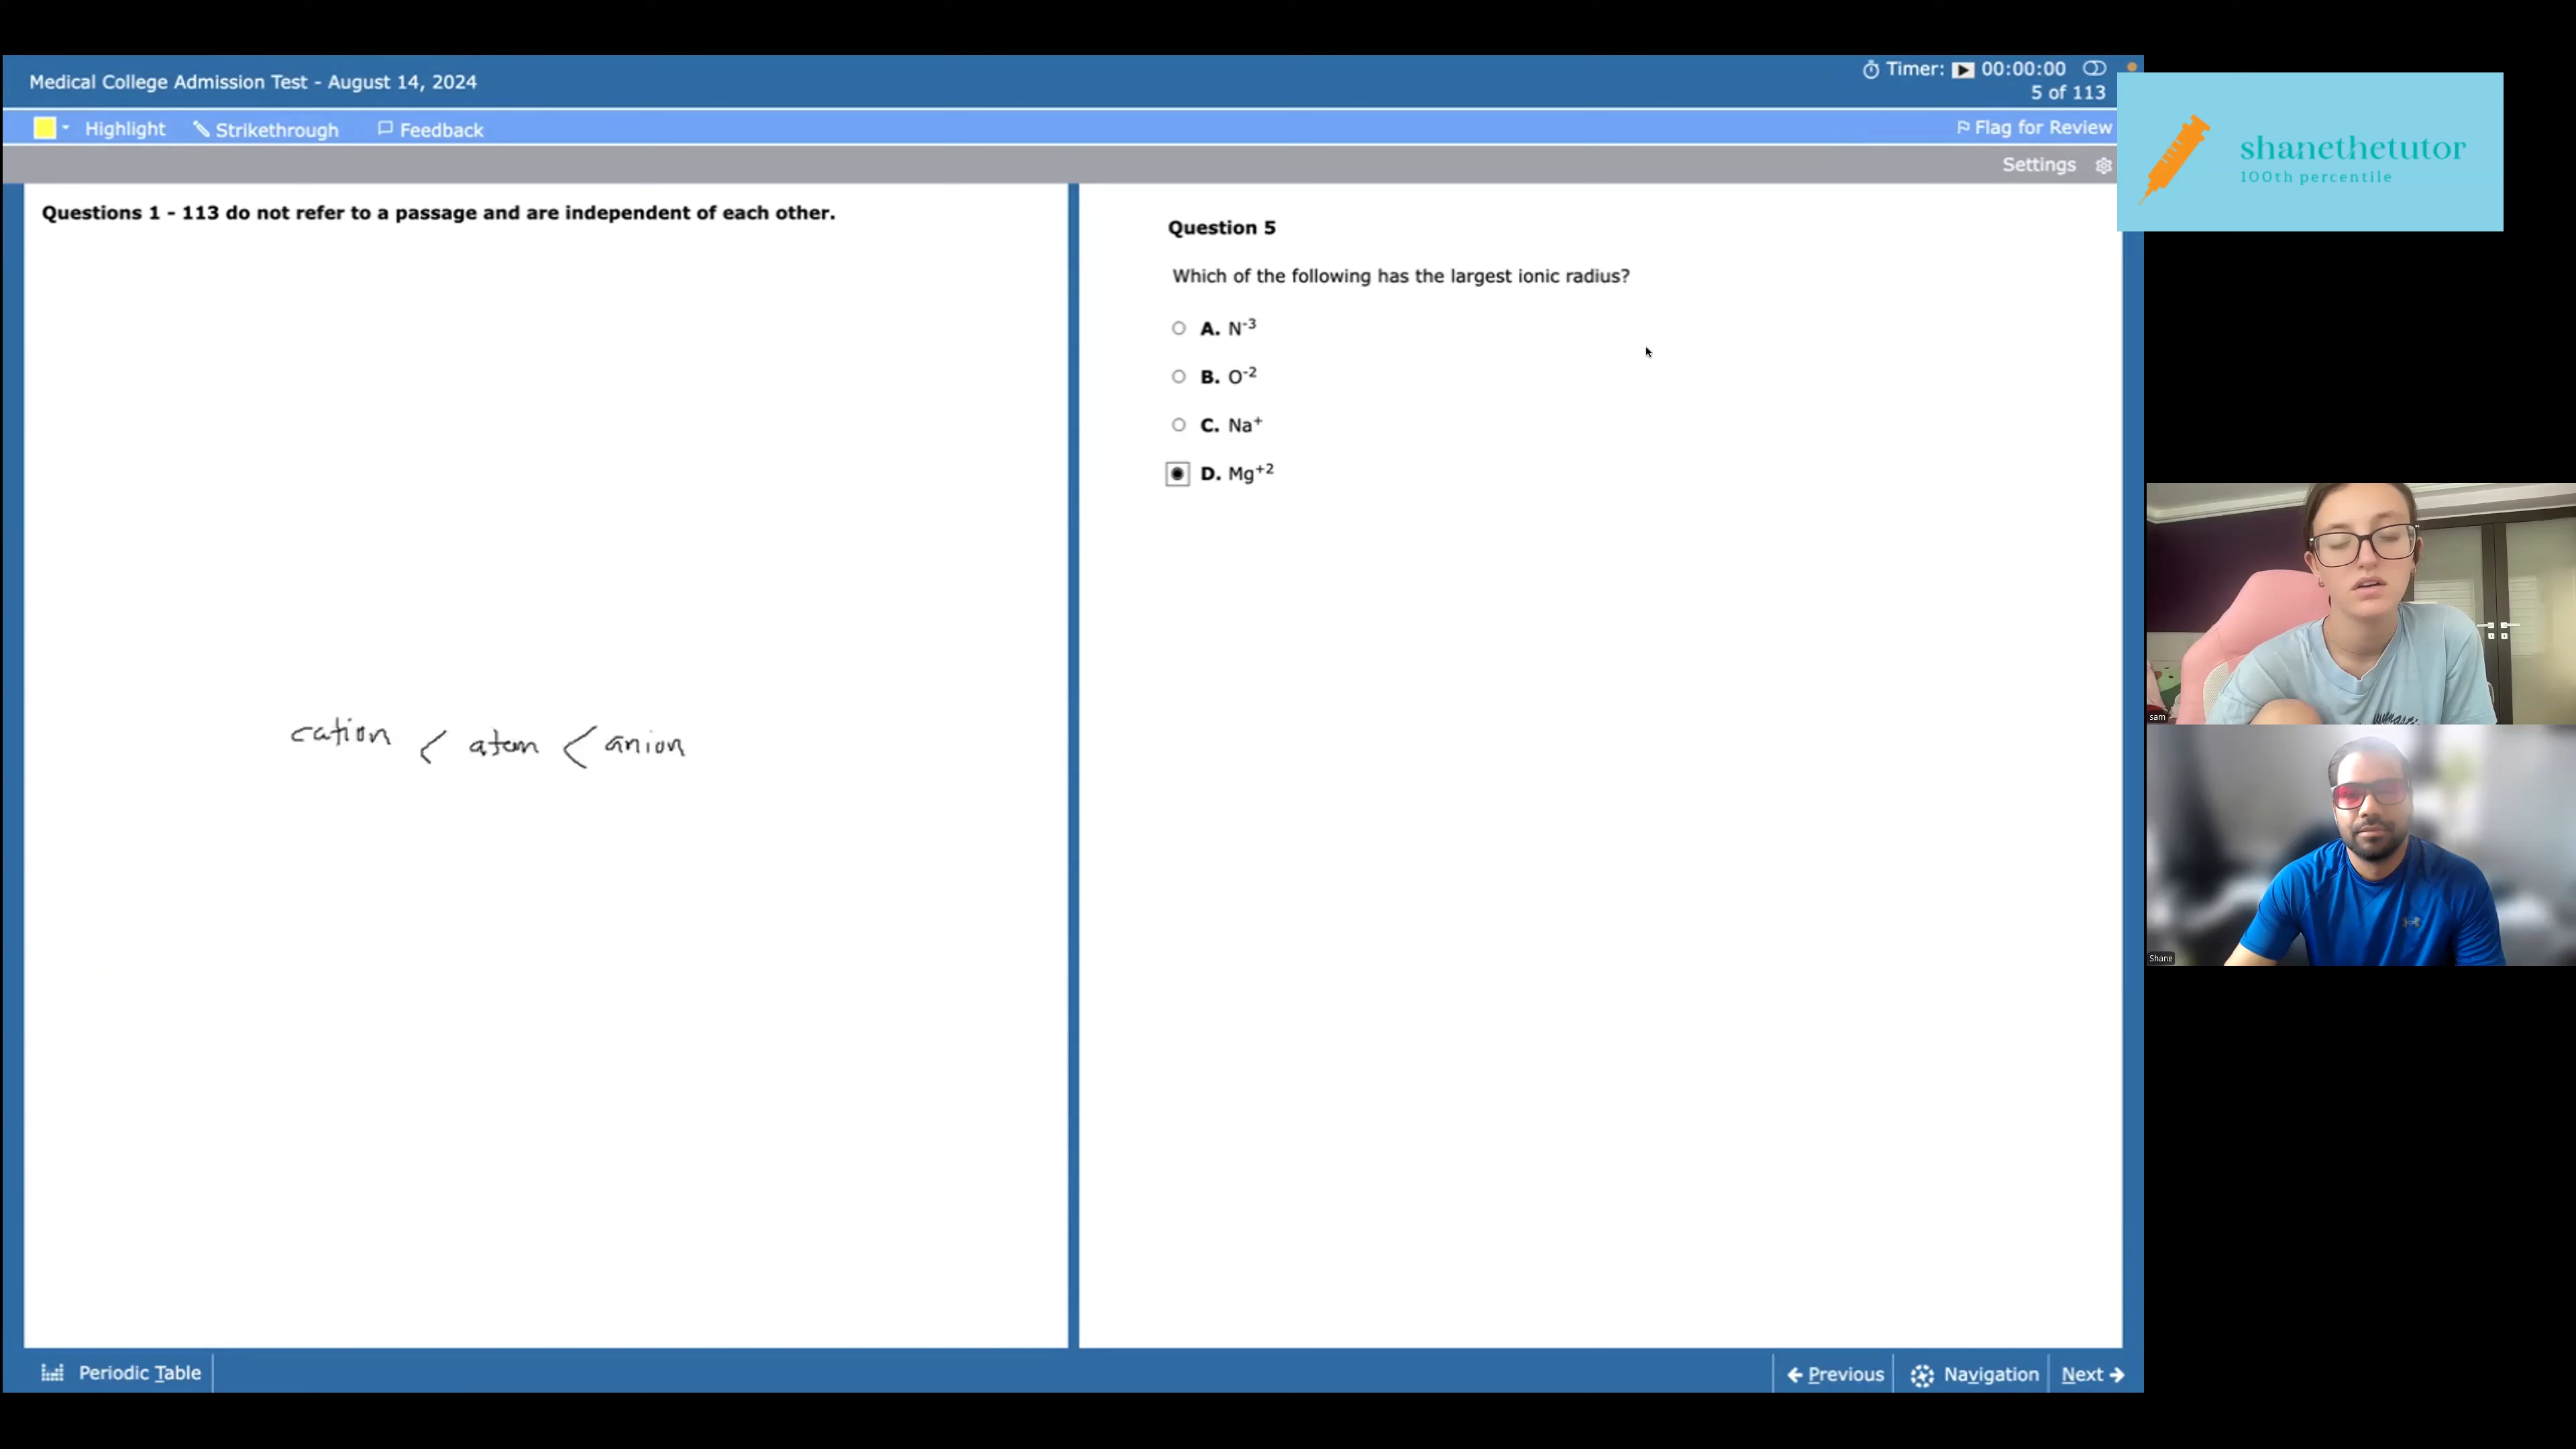 Medical College Admission Test - August 14, 2024
Timer: 00:00:00
5 of 113
Highlight Strikethrough Feedback
Flag for Review
Settings
shanethetutor
100th percentile
Questions 1 - 113 do not refer to a passage and are independent of each other.
Question 5
Which of the following has the largest ionic radius?
A. N⁻³
B. O⁻²
C. Na⁺
D. Mg⁺²
cation < atom < anion
sam
Shane
Periodic Table
Previous Navigation Next